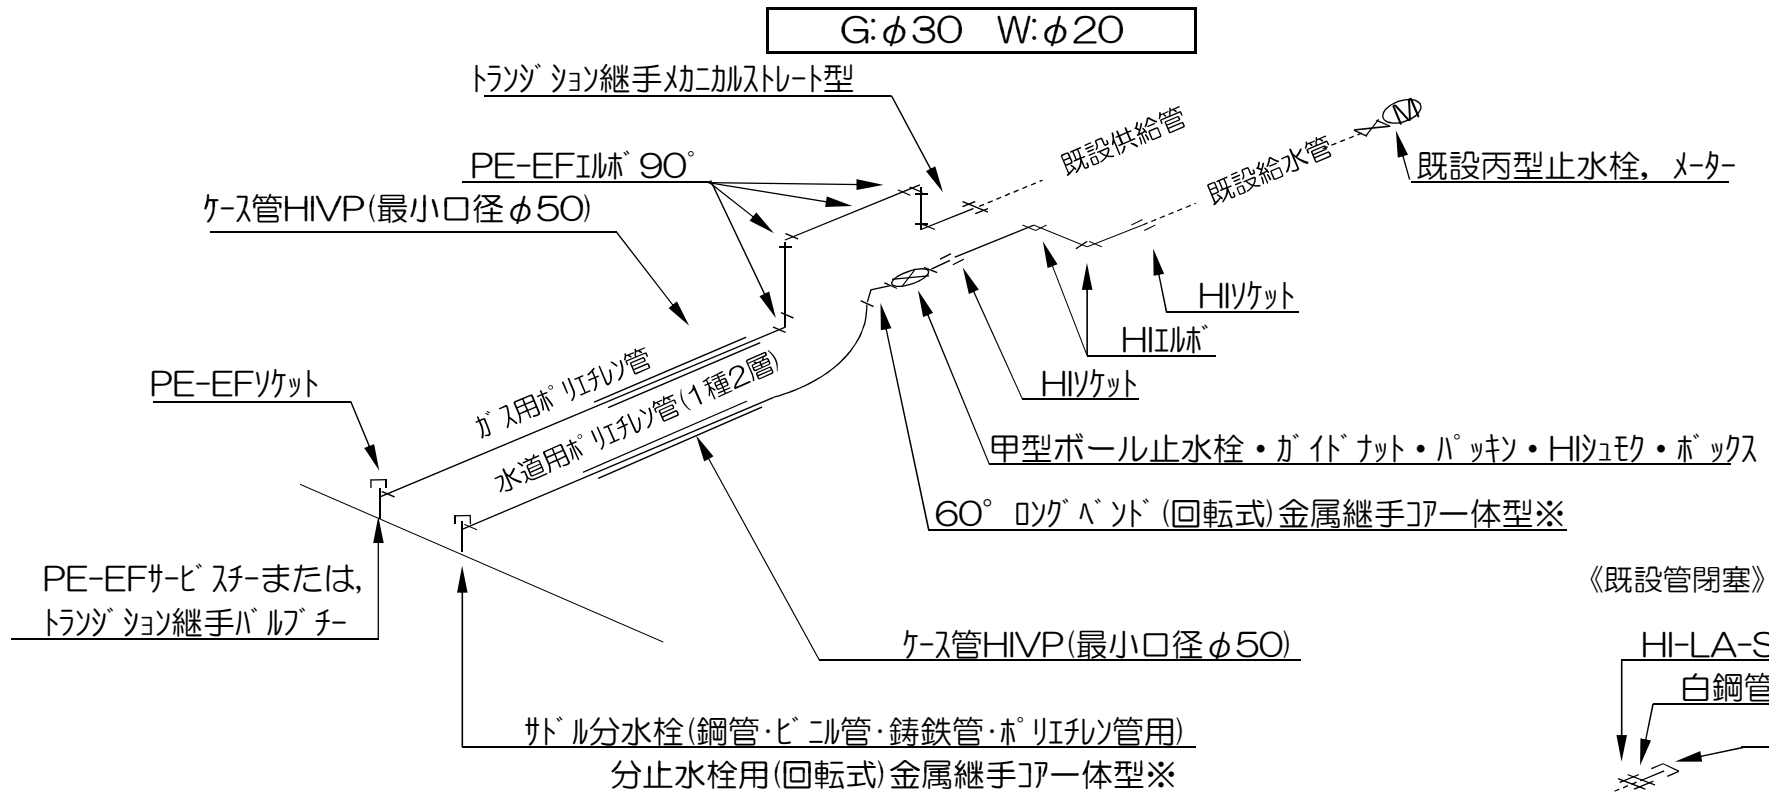 G:φ30　W:φ20
トランジション継手メカニカルストレート型
既設供給管
既設給水管
M
既設丙型止水栓，メーター
PE-EFエルボ90°
ケース管HIVP(最小口径φ50)
HIソケット
HIエルボ
HIソケット
PE-EFソケット
ガス用ポリエチレン管
水道用ポリエチレン管(1種2層)
甲型ボール止水栓・ガイドナット・パッキン・HIシュモク・ボックス
60°ロングベンド(回転式)金属継手コア一体型※
PE-EFサービスチーまたは，
トランジション継手バルブチー
《既設管閉塞》
ケース管HIVP(最小口径φ50)
HI-LA-S
白鋼管
サドル分水栓(鋼管･ビニル管･鋳鉄管･ポリエチレン管用)
分止水栓用(回転式)金属継手コア一体型※